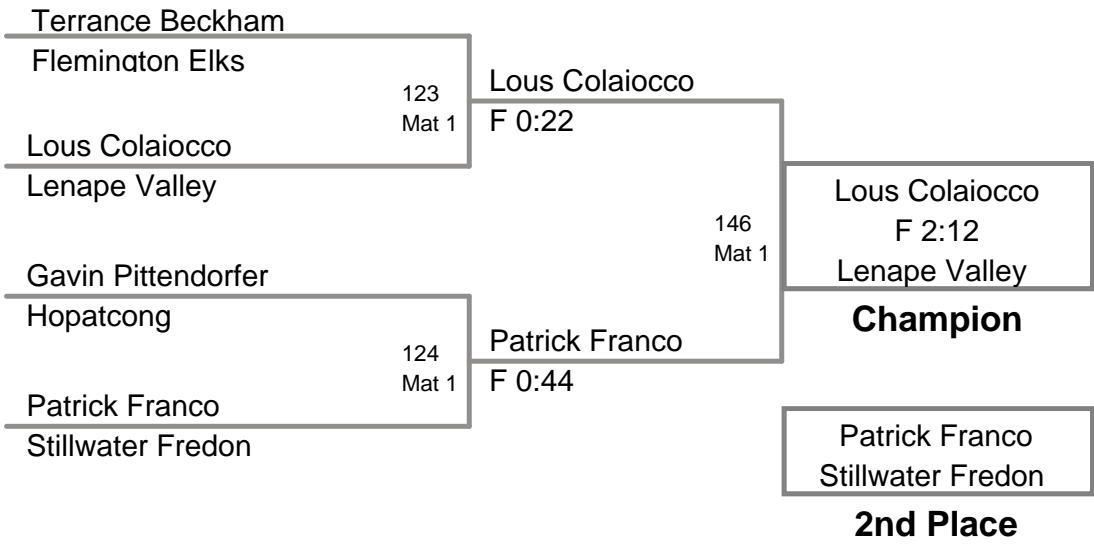 Terrance Beckham
Flemington Elks
123
Mat 1
Lous Colaiocco
F 0:22
Lous Colaiocco
Lenape Valley
146
Mat 1
Lous Colaiocco
F 2:12
Lenape Valley
Champion
Gavin Pittendorfer
Hopatcong
124
Mat 1
Patrick Franco
F 0:44
Patrick Franco
Stillwater Fredon
Patrick Franco
Stillwater Fredon
2nd Place